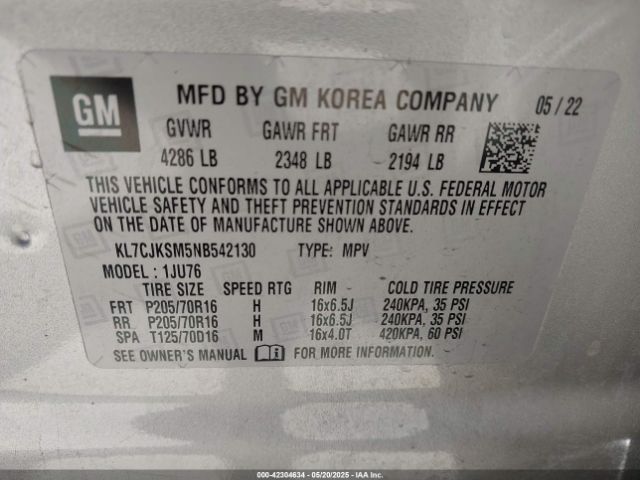 GM MFD BY GM KOREA COMPANY 05 / 22
GVWR GAWR FRT GAWR RR
4286 LB 2348 LB 2194 LB
THIS VEHICLE CONFORMS TO ALL APPLICABLE U.S. FEDERAL MOTOR
VEHICLE SAFETY AND THEFT PREVENTION STANDARDS IN EFFECT ON
THE DATE OF MANUFACTURE SHOWN ABOVE.
KL7CJKSM5NB542130 TYPE: MPV
MODEL : 1JU76
TIRE SIZE SPEED RTG RIM COLD TIRE PRESSURE
FRT P205/70R16 H 16x6.5J 240KPA, 35 PSI
RR P205/70R16 H 16x6.5J 240KPA, 35 PSI
SPA T125/70D16 M 16x4.0T 420KPA, 60 PSI
SEE OWNER'S MANUAL FOR MORE INFORMATION.
000-42304634 - 05/20/2025 - IAA Inc.